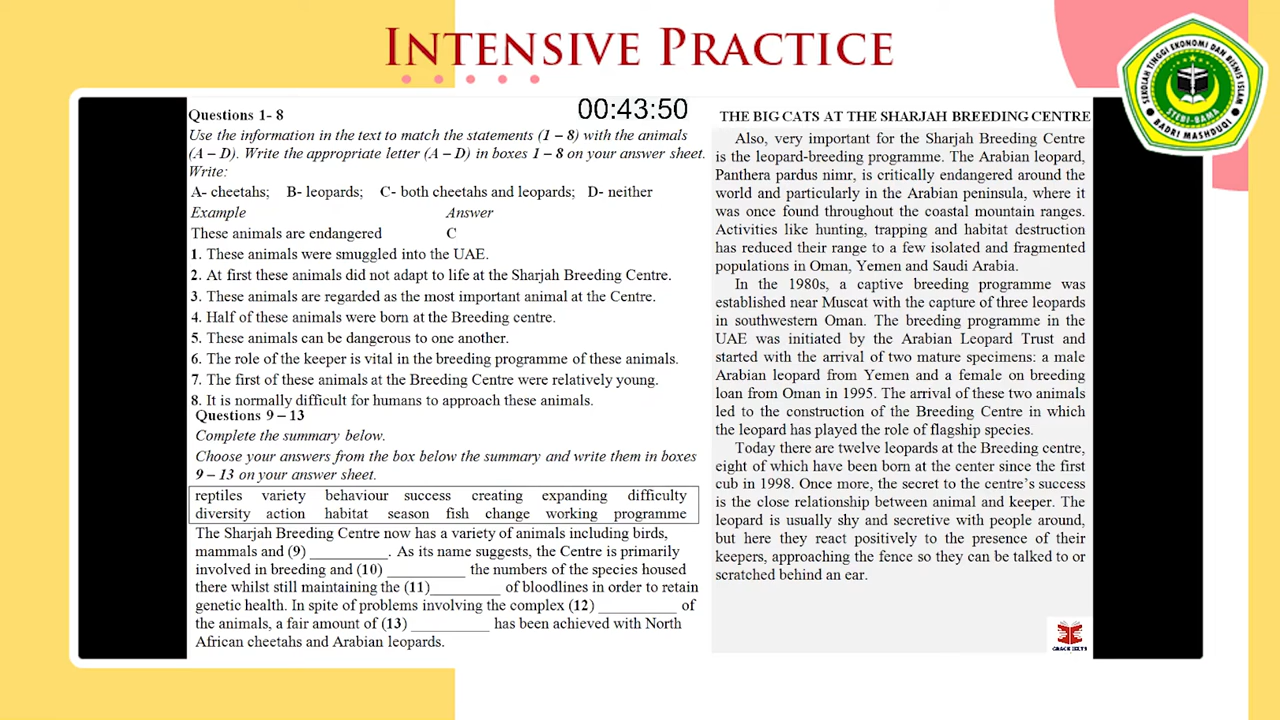 INTENSIVE PRACTICE
SEKOLAH TINGGI EKONOMI DAN BISNIS ISLAM
STEBI-BAMA
BADRI MASHDUQI
00:43:50
Questions 1- 8
Use the information in the text to match the statements (1 – 8) with the animals
(A – D). Write the appropriate letter (A – D) in boxes 1 – 8 on your answer sheet.
Write:
A- cheetahs; B- leopards; C- both cheetahs and leopards; D- neither
Example Answer
These animals are endangered C
1. These animals were smuggled into the UAE.
2. At first these animals did not adapt to life at the Sharjah Breeding Centre.
3. These animals are regarded as the most important animal at the Centre.
4. Half of these animals were born at the Breeding centre.
5. These animals can be dangerous to one another.
6. The role of the keeper is vital in the breeding programme of these animals.
7. The first of these animals at the Breeding Centre were relatively young.
8. It is normally difficult for humans to approach these animals.
Questions 9 – 13
Complete the summary below.
Choose your answers from the box below the summary and write them in boxes
9 – 13 on your answer sheet.
reptiles variety behaviour success creating expanding difficulty
diversity action habitat season fish change working programme
The Sharjah Breeding Centre now has a variety of animals including birds,
mammals and (9) __________. As its name suggests, the Centre is primarily
involved in breeding and (10) __________ the numbers of the species housed
there whilst still maintaining the (11)_________ of bloodlines in order to retain
genetic health. In spite of problems involving the complex (12) __________ of
the animals, a fair amount of (13) __________ has been achieved with North
African cheetahs and Arabian leopards.
THE BIG CATS AT THE SHARJAH BREEDING CENTRE
Also, very important for the Sharjah Breeding Centre
is the leopard-breeding programme. The Arabian leopard,
Panthera pardus nimr, is critically endangered around the
world and particularly in the Arabian peninsula, where it
was once found throughout the coastal mountain ranges.
Activities like hunting, trapping and habitat destruction
has reduced their range to a few isolated and fragmented
populations in Oman, Yemen and Saudi Arabia.
In the 1980s, a captive breeding programme was
established near Muscat with the capture of three leopards
in southwestern Oman. The breeding programme in the
UAE was initiated by the Arabian Leopard Trust and
started with the arrival of two mature specimens: a male
Arabian leopard from Yemen and a female on breeding
loan from Oman in 1995. The arrival of these two animals
led to the construction of the Breeding Centre in which
the leopard has played the role of flagship species.
Today there are twelve leopards at the Breeding centre,
eight of which have been born at the center since the first
cub in 1998. Once more, the secret to the centre's success
is the close relationship between animal and keeper. The
leopard is usually shy and secretive with people around,
but here they react positively to the presence of their
keepers, approaching the fence so they can be talked to or
scratched behind an ear.
CRACK IELTS